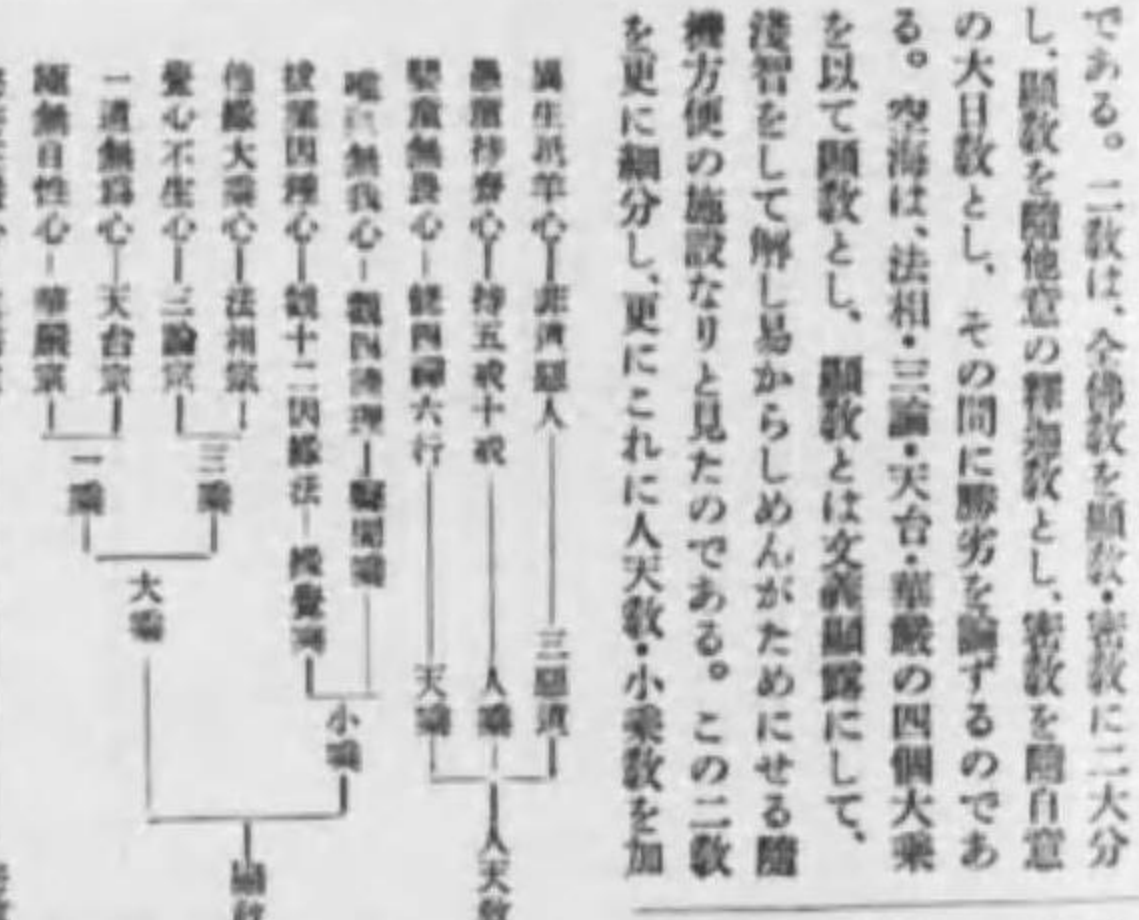 である。二教は、全佛教を顯教・密教に二大分
し、顯教を隨他意の釋迦教とし、密教を隨自意
の大日教とし、その間に勝劣を論ずるのであ
る。空海は、法相・三論・天台・華嚴の四個大乘
を以て顯教とし、顯教とは文義顯露にして、
淺智をして解し易からしめんがためにせる隨
機方便の施設なりと見たのである。この二教
を更に細分し、更にこれに人天教・小乘教を加
異生羝羊心 非済惡人 三惡道
愚童持齋心 持五戒十戒 人乘
嬰童無畏心 修四禪六行 天乘
人天教
唯 無我心 觀四諦理 聲聞乘
拔業因種心 觀十二因緣法 緣覺乘
小乘
他緣大乘心 法相宗
覺心不生心 三論宗
三乘
一道無爲心 天台宗
極無自性心 華嚴宗
一乘
大乘
顯教